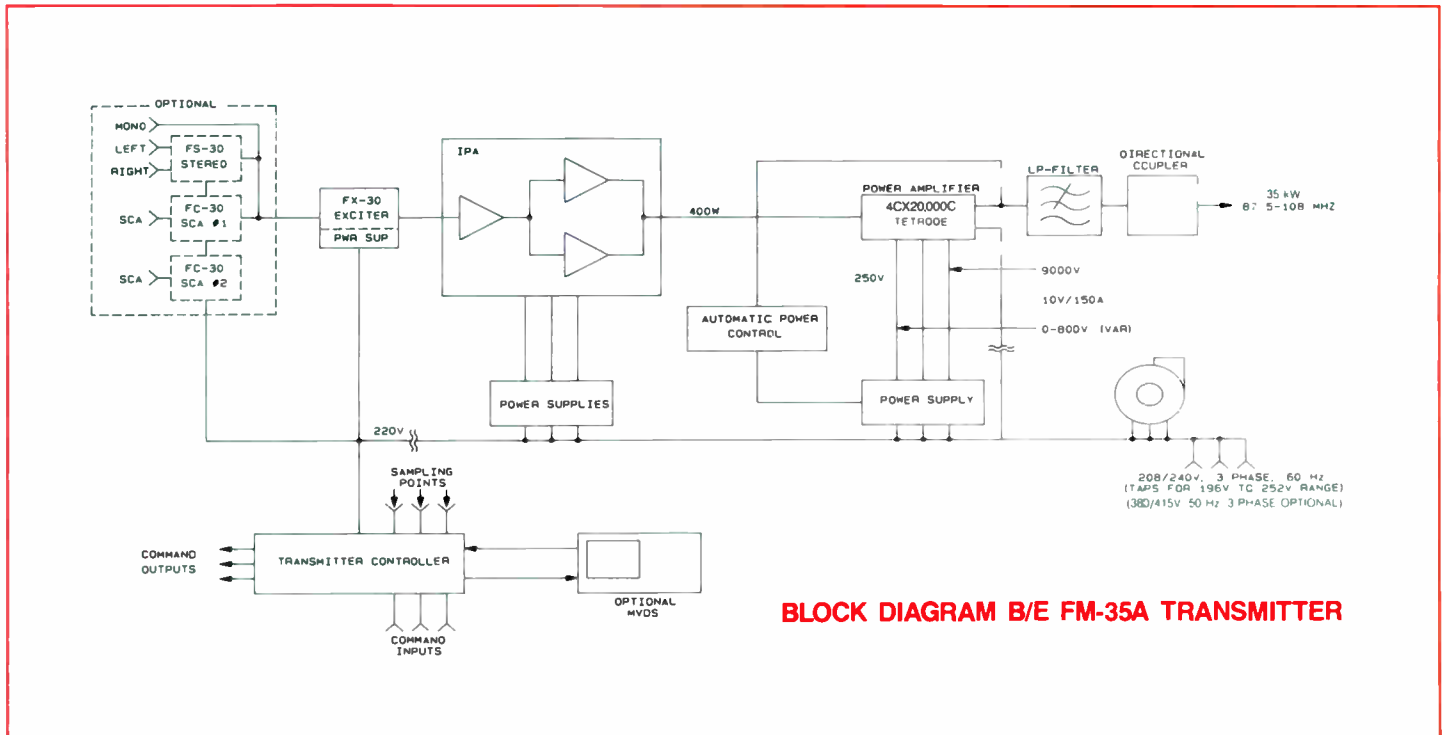 OPTIONAL
MONO
LEFT
RIGHT
FS-30
STEREO
SCA
FC-30
SCA #1
SCA
FC-30
SCA #2
FX-30
EXCITER
PWR SUP
IPA
400W
POWER AMPLIFIER
4CX20,000C
TETRODE
LP-FILTER
DIRECTIONAL
CCUPLER
35 kW
87 5-108 MHZ
250V
9000V
10V/150A
0-800V (VAR)
AUTOMATIC POWER
CONTROL
POWER SUPPLIES
POWER SUPPLY
220V
208/240V, 3 PHASE, 60 Hz
(TAPS FOR 196V TC 252V RANGE)
(380/415V 50 Hz 3 PHASE OPTIONAL)
SAMPLING
POINTS
COMMAND
OUTPUTS
TRANSMITTER CONTROLLER
OPTIONAL
MVDS
COMMAND
INPUTS
BLOCK DIAGRAM B/E FM-35A TRANSMITTER